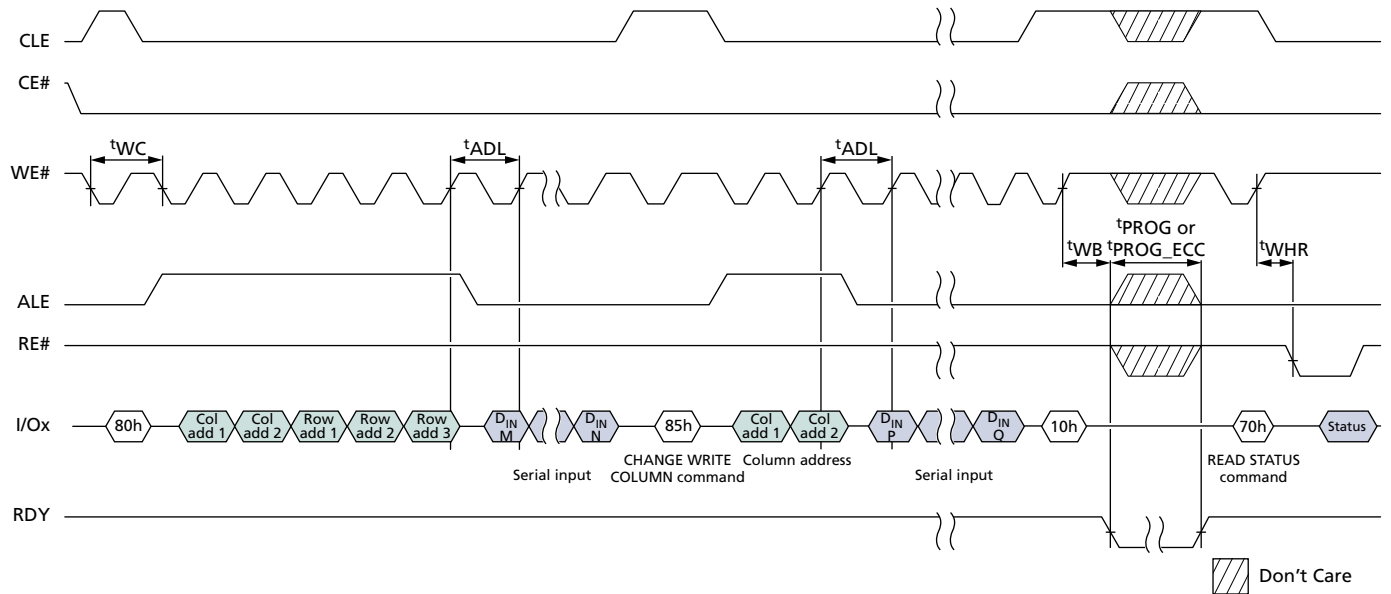 CLE
CE#
tWC
tADL
tADL
WE#
tPROG or
tWB tPROG_ECC
tWHR
ALE
RE#
I/Ox
80h
Col add 1
Col add 2
Row add 1
Row add 2
Row add 3
DIN M
DIN N
85h
Col add 1
Col add 2
DIN P
DIN Q
10h
70h
Status
Serial input
CHANGE WRITE
COLUMN command
Column address
Serial input
READ STATUS
command
RDY
Don't Care